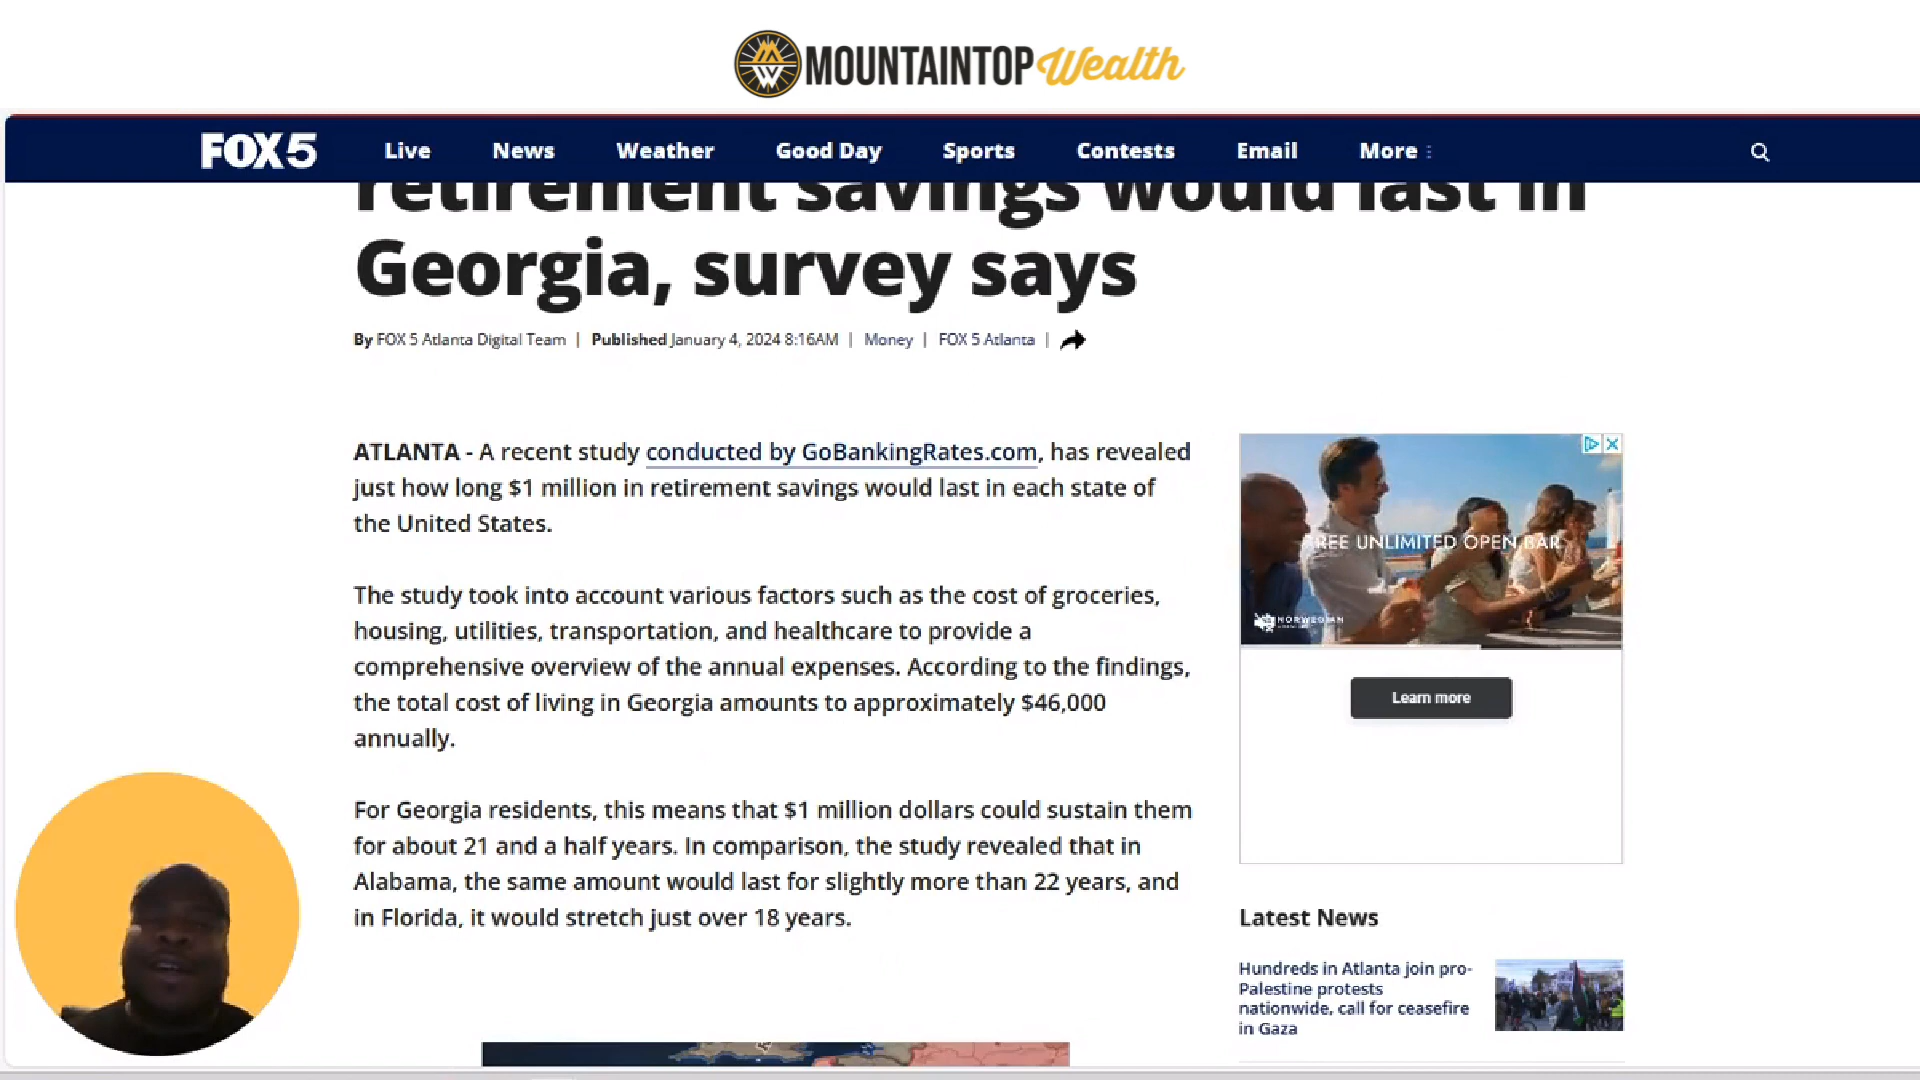 MOUNTAINTOP Wealth
FOX 5 Live News Weather Good Day Sports Contests Email More
retirement savings would last in
Georgia, survey says
By FOX 5 Atlanta Digital Team | Published January 4, 2024 8:16AM | Money | FOX 5 Atlanta |
ATLANTA - A recent study conducted by GoBankingRates.com, has revealed
just how long $1 million in retirement savings would last in each state of
the United States.
The study took into account various factors such as the cost of groceries,
housing, utilities, transportation, and healthcare to provide a
comprehensive overview of the annual expenses. According to the findings,
the total cost of living in Georgia amounts to approximately $46,000
annually.
For Georgia residents, this means that $1 million dollars could sustain them
for about 21 and a half years. In comparison, the study revealed that in
Alabama, the same amount would last for slightly more than 22 years, and
in Florida, it would stretch just over 18 years.
FREE UNLIMITED OPEN BAR
NORWEGIAN
Learn more
Latest News
Hundreds in Atlanta join pro-
Palestine protests
nationwide, call for ceasefire
in Gaza